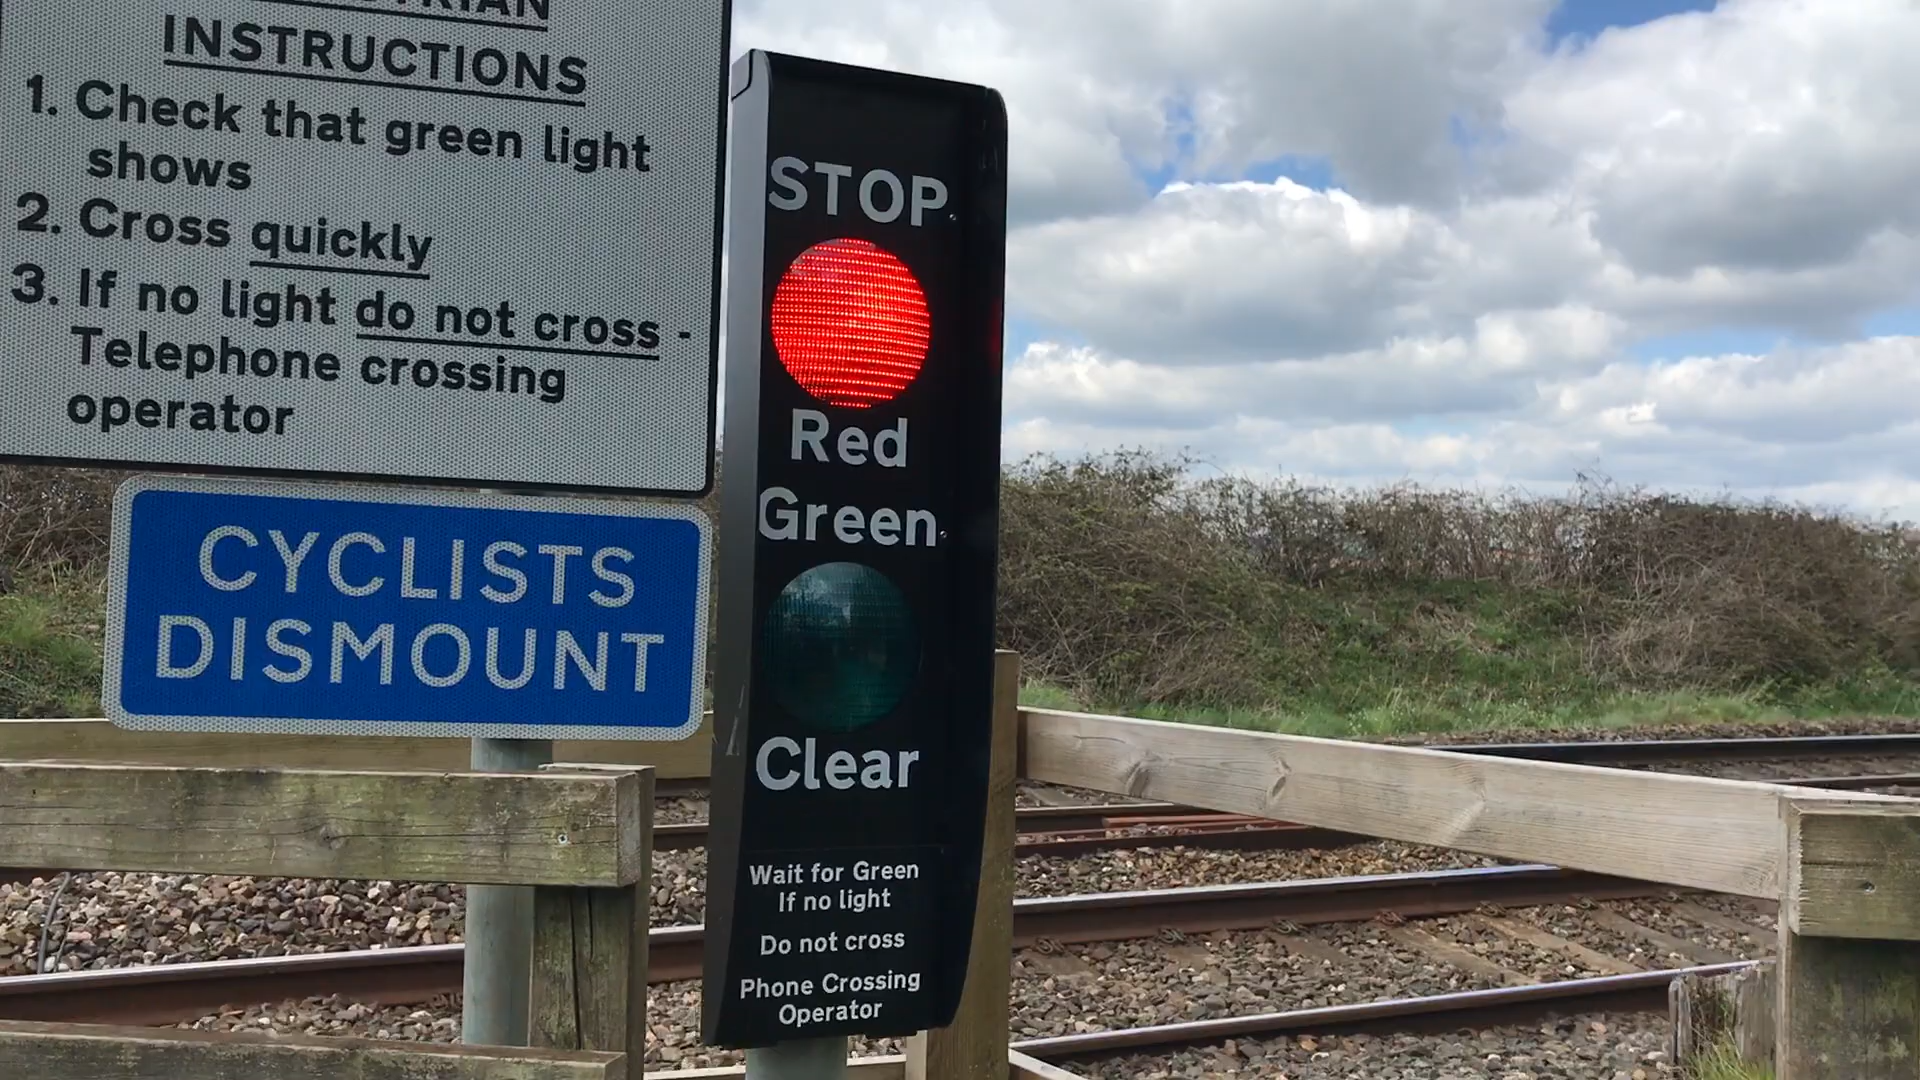 INSTRUCTIONS
1. Check that green light
shows
2. Cross quickly
3. If no light do not cross -
Telephone crossing
operator
CYCLISTS
DISMOUNT
STOP
Red
Green
Clear
Wait for Green
If no light
Do not cross
Phone Crossing
Operator